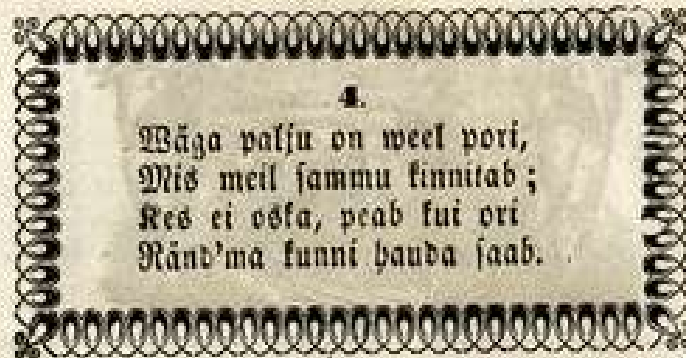 4.
Wäga palju on weel pori,
Mis meil sammu kinnitab;
Kes ei oska, peab kui ori
Ränd'ma kunni hauda saab.